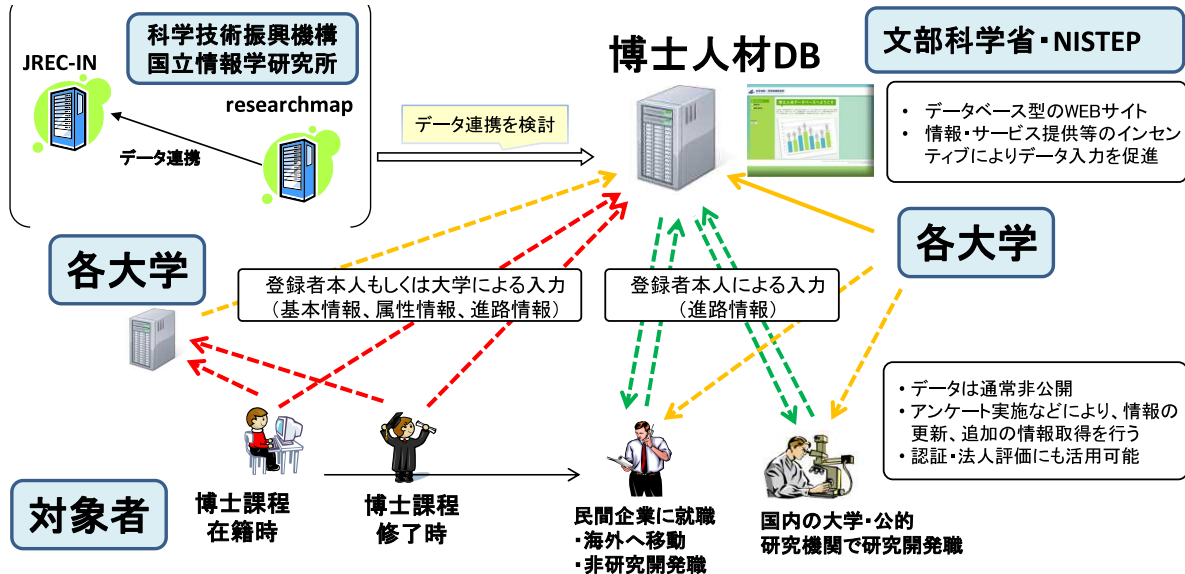 科学技術振興機構
国立情報学研究所
JREC-IN
researchmap
データ連携
データ連携を検討
博士人材DB
文部科学省・NISTEP
・ データベース型のWEBサイト
・ 情報・サービス提供等のインセン
ティブによりデータ入力を促進
各大学
各大学
登録者本人もしくは大学による入力
（基本情報、属性情報、進路情報）
登録者本人による入力
（進路情報）
・データは通常非公開
・アンケート実施などにより、情報の
更新、追加の情報取得を行う
・認証・法人評価にも活用可能
対象者
博士課程
在籍時
博士課程
修了時
民間企業に就職
・海外へ移動
・非研究開発職
国内の大学・公的
研究機関で研究開発職